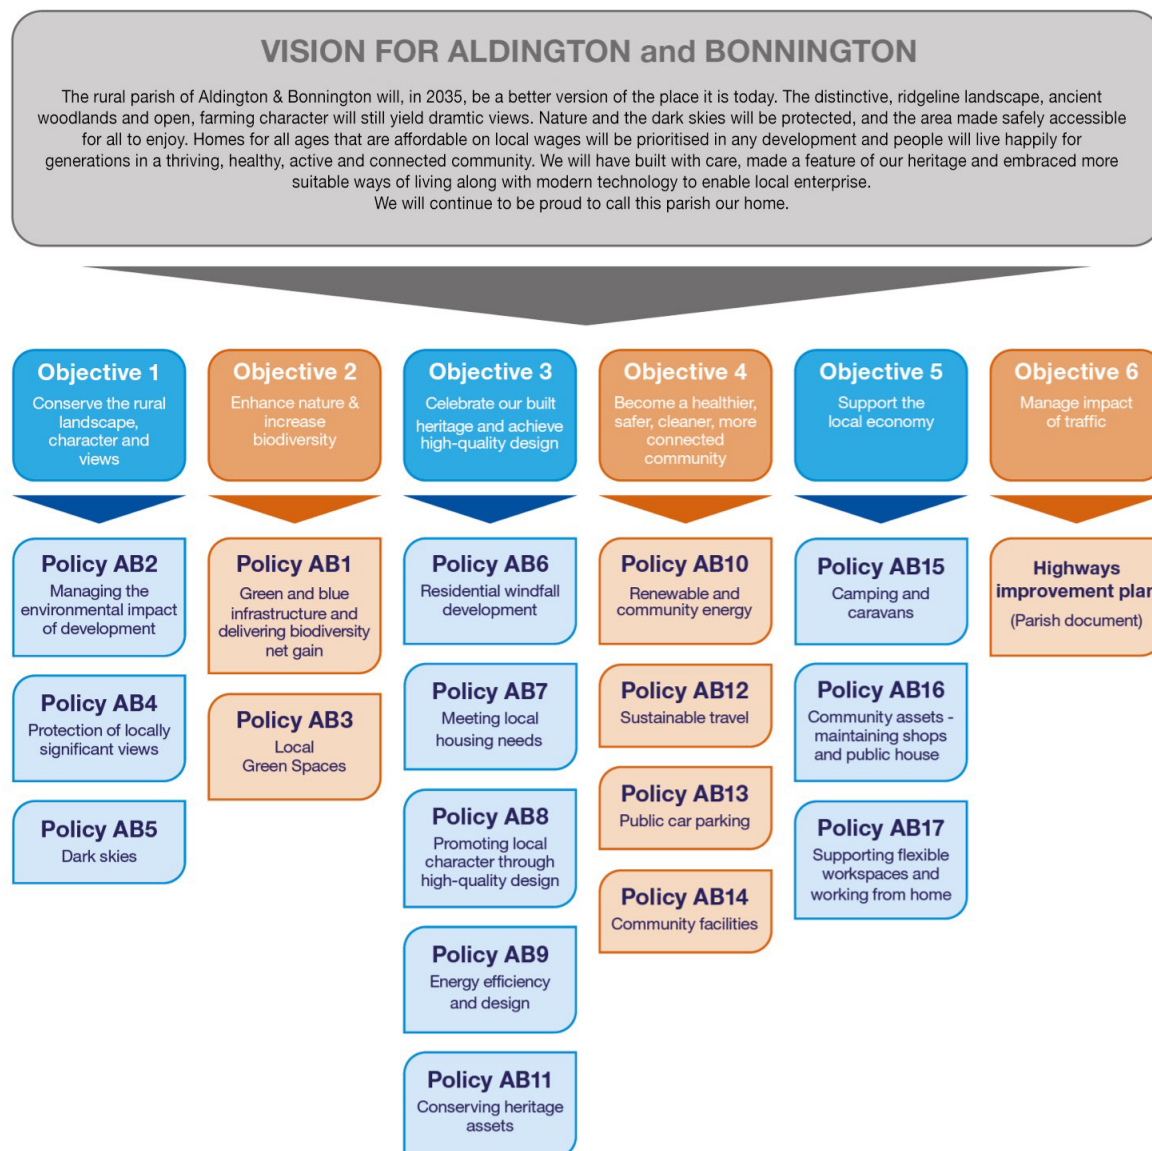 VISION FOR ALDINGTON and BONNINGTON
The rural parish of Aldington & Bonnington will, in 2035, be a better version of the place it is today. The distinctive, ridgeline landscape, ancient
woodlands and open, farming character will still yield dramtic views. Nature and the dark skies will be protected, and the area made safely accessible
for all to enjoy. Homes for all ages that are affordable on local wages will be prioritised in any development and people will live happily for
generations in a thriving, healthy, active and connected community. We will have built with care, made a feature of our heritage and embraced more
suitable ways of living along with modern technology to enable local enterprise.
We will continue to be proud to call this parish our home.
Objective 1
Conserve the rural
landscape,
character and
views
Policy AB2
Managing the
environmental impact
of development
Policy AB4
Protection of locally
significant views
Policy AB5
Dark skies
Objective 2
Enhance nature &
increase
biodiversity
Policy AB1
Green and blue
infrastructure and
delivering biodiversity
net gain
Policy AB3
Local
Green Spaces
Objective 3
Celebrate our built
heritage and achieve
high-quality design
Policy AB6
Residential windfall
development
Policy AB7
Meeting local
housing needs
Policy AB8
Promoting local
character through
high-quality design
Policy AB9
Energy efficiency
and design
Policy AB11
Conserving heritage
assets
Objective 4
Become a healthier,
safer, cleaner, more
connected
community
Policy AB10
Renewable and
community energy
Policy AB12
Sustainable travel
Policy AB13
Public car parking
Policy AB14
Community facilities
Objective 5
Support the
local economy
Policy AB15
Camping and
caravans
Policy AB16
Community assets -
maintaining shops
and public house
Policy AB17
Supporting flexible
workspaces and
working from home
Objective 6
Manage impact
of traffic
Highways
improvement plan
(Parish document)